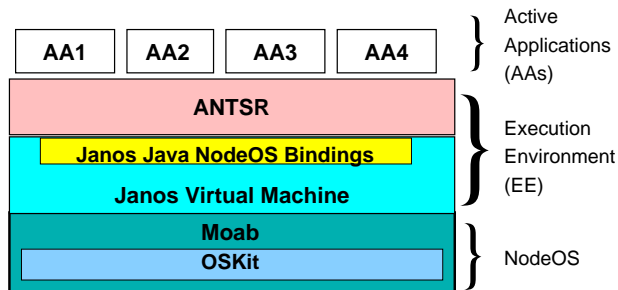 AA1 AA2 AA3 AA4
Active
Applications
(AAs)
ANTSR
Janos Java NodeOS Bindings
Janos Virtual Machine
Execution
Environment
(EE)
Moab
OSKit
NodeOS